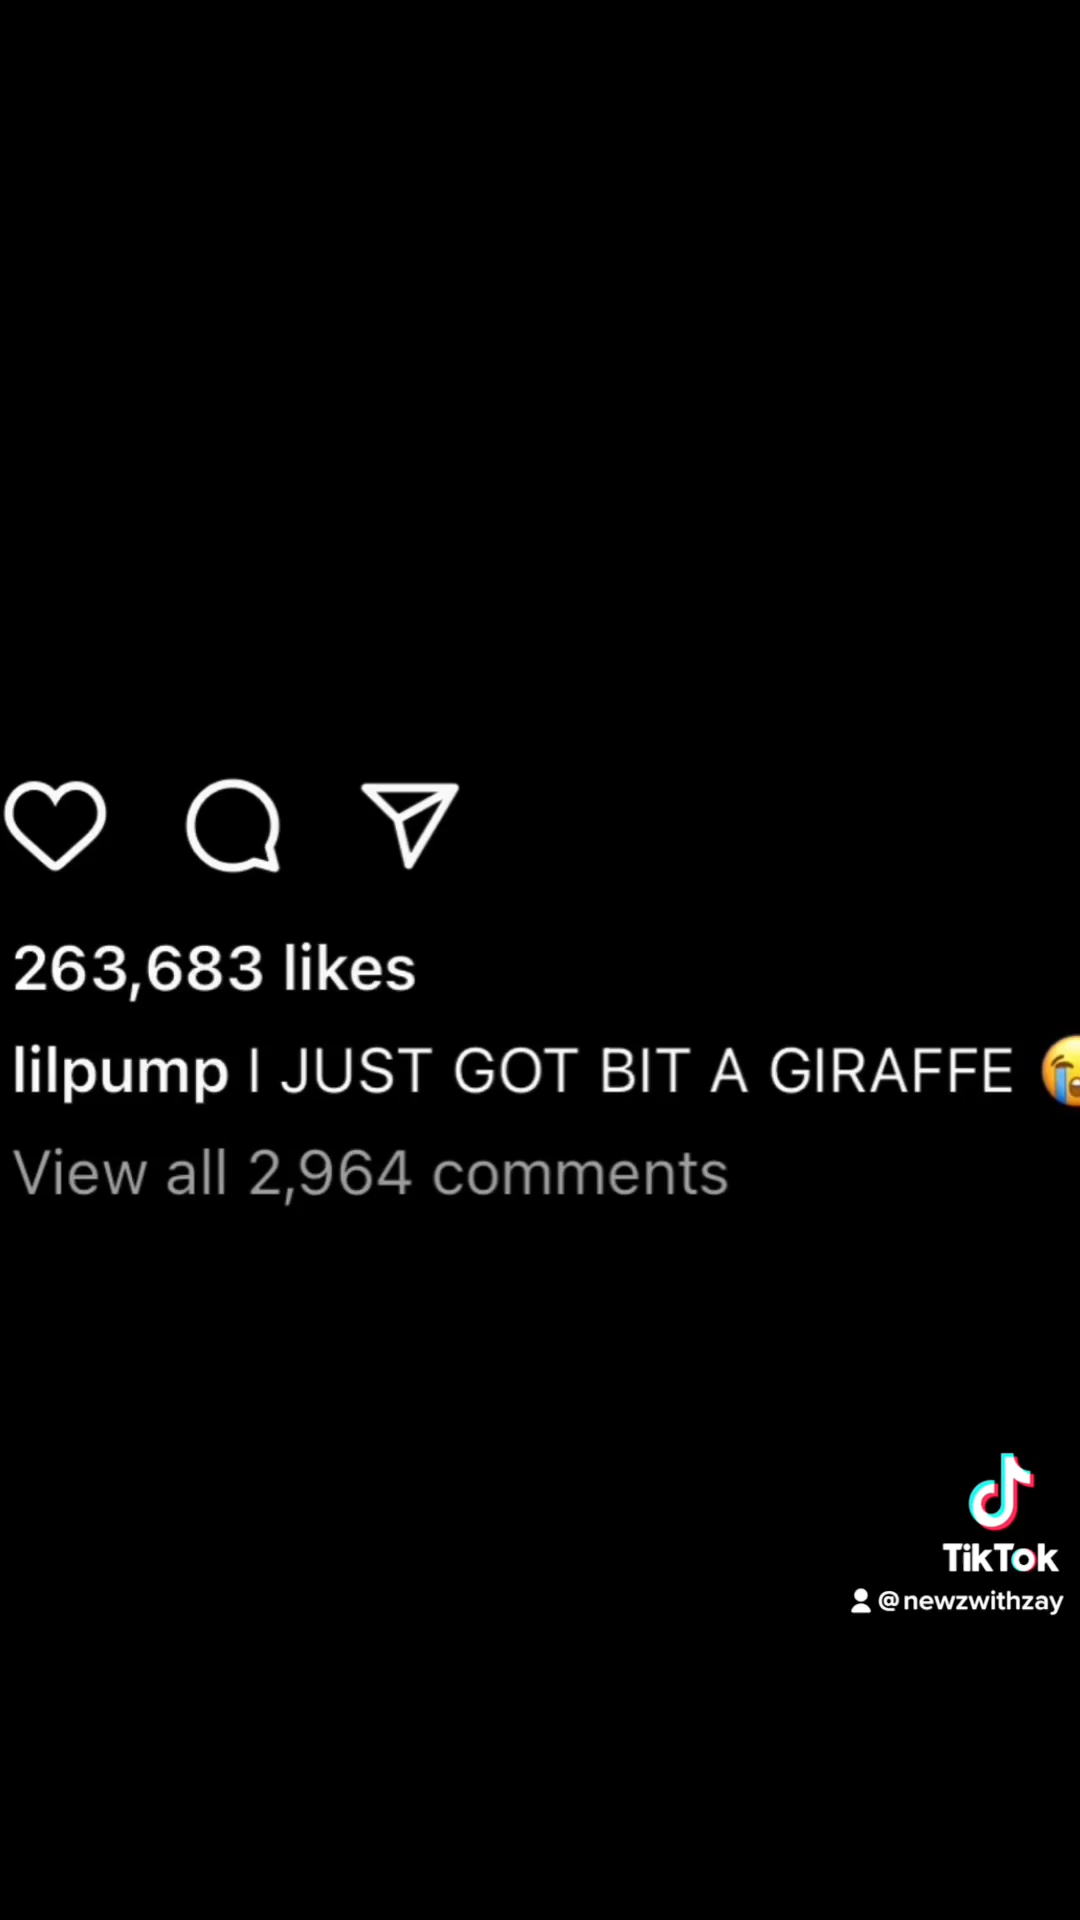 263,683 likes
lilpump I JUST GOT BIT A GIRAFFE 😭
View all 2,964 comments
TikTok
@newzwithzay